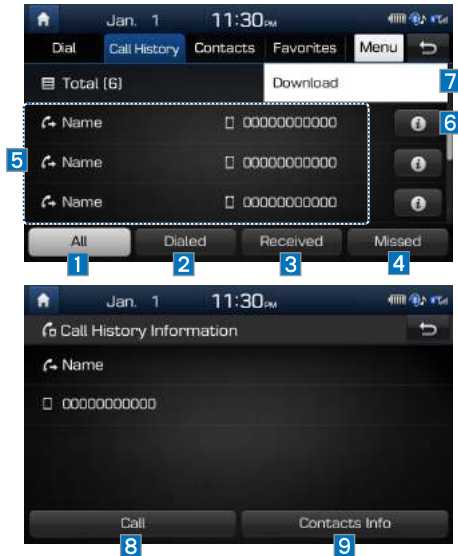 Jan. 1 11:30PM
Dial Call History Contacts Favorites Menu
Total (6) Download 7
Name 00000000000 6
5 Name 00000000000
Name 00000000000
All Dialed Received Missed
1 2 3 4
Jan. 1 11:30PM
Call History Information
Name
00000000000
Call Contacts Info
8 9